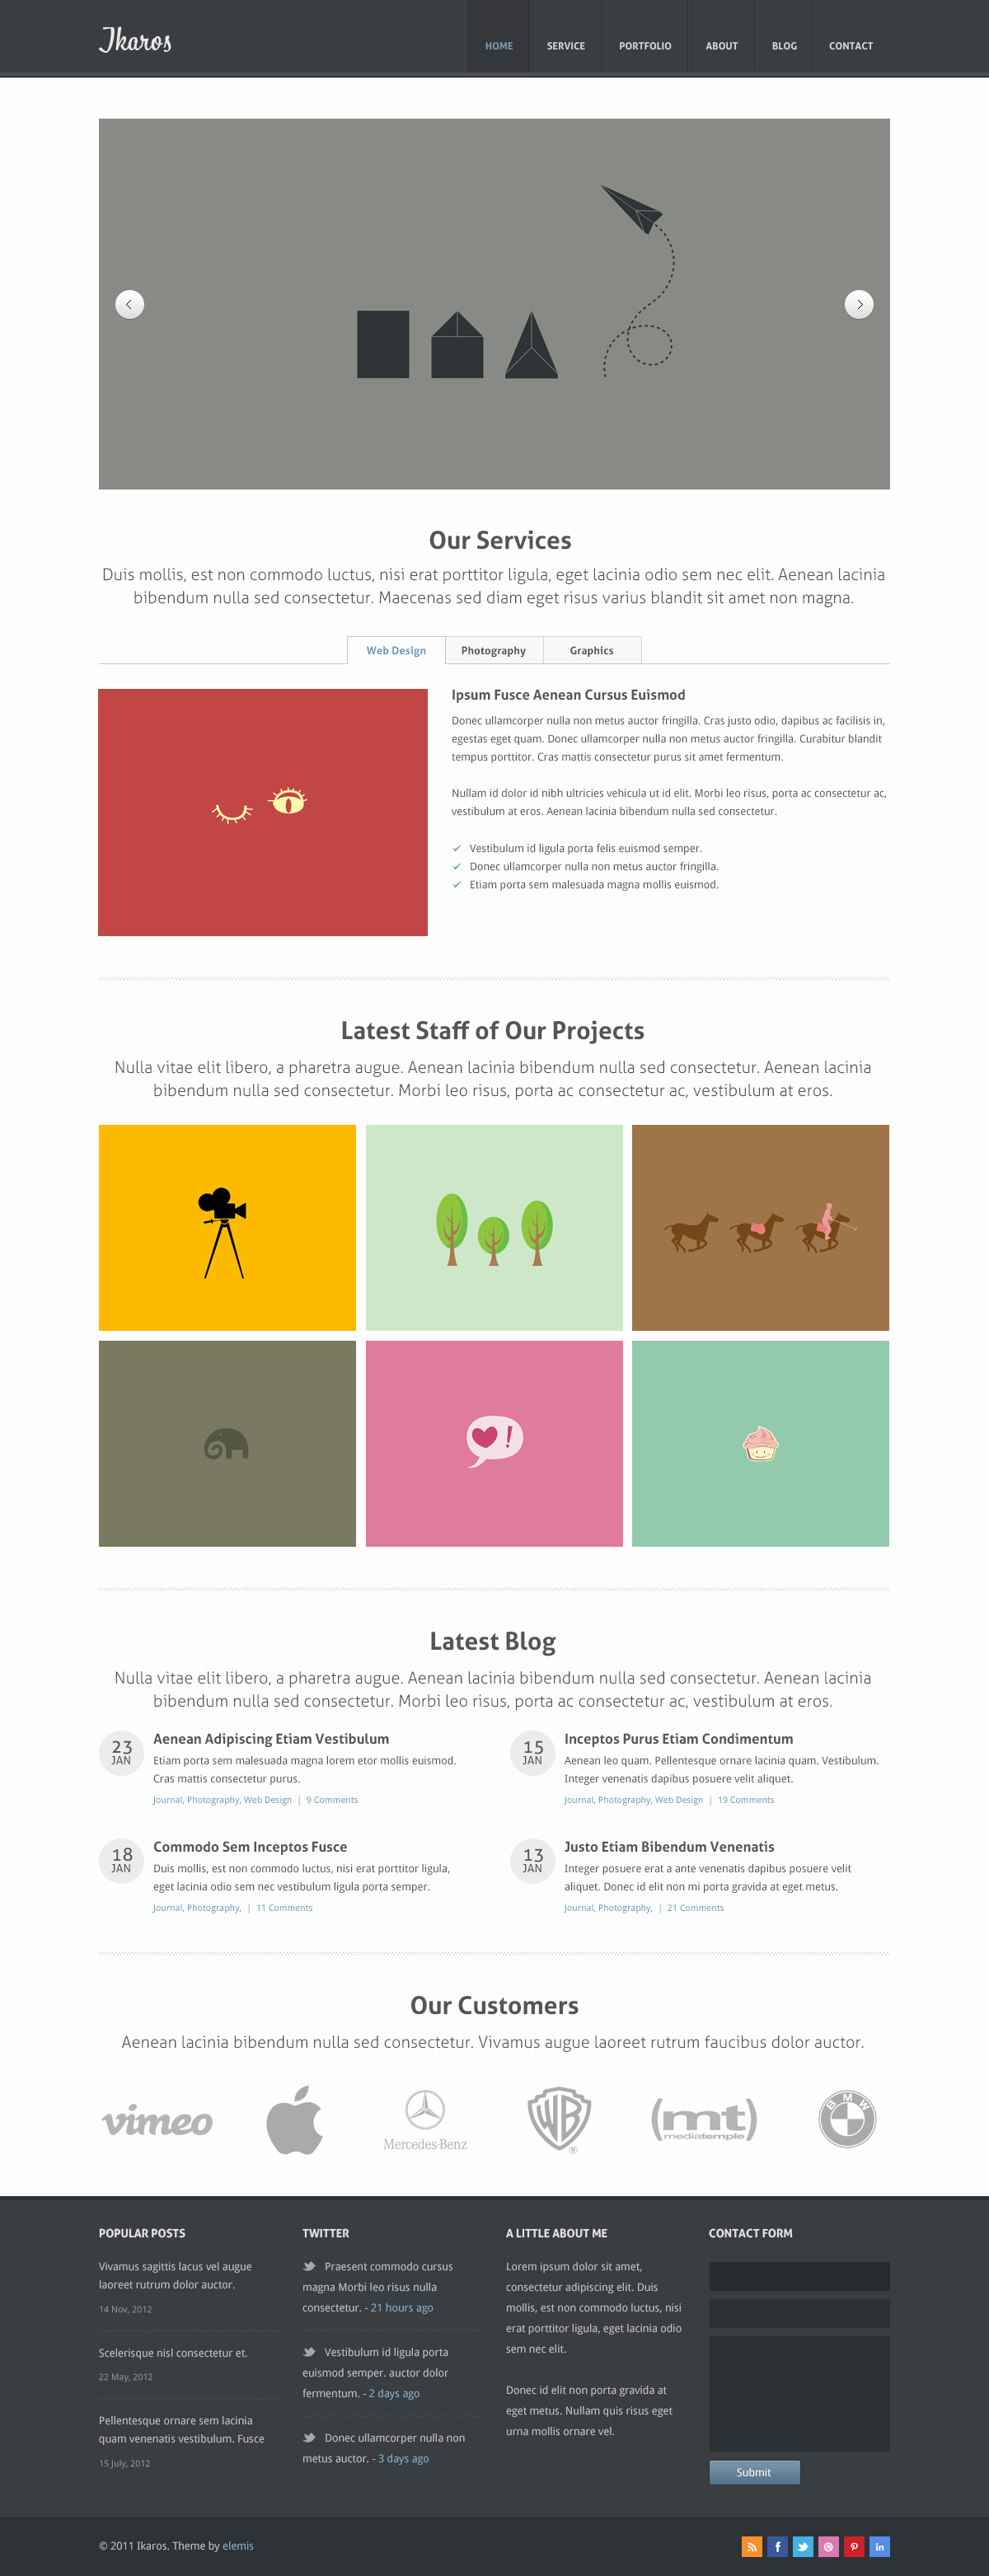 Ikaros
HOME
SERVICE
PORTFOLIO
ABOUT
BLOG
CONTACT
Our Services
Duis mollis, est non commodo luctus, nisi erat porttitor ligula, eget lacinia odio sem nec elit. Aenean lacinia
bibendum nulla sed consectetur. Maecenas sed diam eget risus varius blandit sit amet non magna.
Web Design
Photography
Graphics
Ipsum Fusce Aenean Cursus Euismod
Donec ullamcorper nulla non metus auctor fringilla. Cras justo odio, dapibus ac facilisis in,
egestas eget quam. Donec ullamcorper nulla non metus auctor fringilla. Curabitur blandit
tempus porttitor. Cras mattis consectetur purus sit amet fermentum.
Nullam id dolor id nibh ultricies vehicula ut id elit. Morbi leo risus, porta ac consectetur ac,
vestibulum at eros. Aenean lacinia bibendum nulla sed consectetur.
Vestibulum id ligula porta felis euismod semper.
Donec ullamcorper nulla non metus auctor fringilla.
Etiam porta sem malesuada magna mollis euismod.
Latest Staff of Our Projects
Nulla vitae elit libero, a pharetra augue. Aenean lacinia bibendum nulla sed consectetur. Aenean lacinia
bibendum nulla sed consectetur. Morbi leo risus, porta ac consectetur ac, vestibulum at eros.
!
Latest Blog
Nulla vitae elit libero, a pharetra augue. Aenean lacinia bibendum nulla sed consectetur. Aenean lacinia
bibendum nulla sed consectetur. Morbi leo risus, porta ac consectetur ac, vestibulum at eros.
23
JAN
Aenean Adipiscing Etiam Vestibulum
Etiam porta sem malesuada magna lorem etor mollis euismod.
Cras mattis consectetur purus.
Journal, Photography, Web Design | 9 Comments
15
JAN
Inceptos Purus Etiam Condimentum
Aenean leo quam. Pellentesque ornare lacinia quam. Vestibulum.
Integer venenatis dapibus posuere velit aliquet.
Journal, Photography, Web Design | 19 Comments
18
JAN
Commodo Sem Inceptos Fusce
Duis mollis, est non commodo luctus, nisi erat porttitor ligula,
eget lacinia odio sem nec vestibulum ligula porta semper.
Journal, Photography, | 11 Comments
13
JAN
Justo Etiam Bibendum Venenatis
Integer posuere erat a ante venenatis dapibus posuere velit
aliquet. Donec id elit non mi porta gravida at eget metus.
Journal, Photography, | 21 Comments
Our Customers
Aenean lacinia bibendum nulla sed consectetur. Vivamus augue laoreet rutrum faucibus dolor auctor.
vimeo
Mercedes-Benz
WB
®
(mt)
mediatemple
BMW
POPULAR POSTS
Vivamus sagittis lacus vel augue
laoreet rutrum dolor auctor.
14 Nov, 2012
Scelerisque nisl consectetur et.
22 May, 2012
Pellentesque ornare sem lacinia
quam venenatis vestibulum. Fusce
15 July, 2012
TWITTER
Praesent commodo cursus
magna Morbi leo risus nulla
consectetur. - 21 hours ago
Vestibulum id ligula porta
euismod semper. auctor dolor
fermentum. - 2 days ago
Donec ullamcorper nulla non
metus auctor. - 3 days ago
A LITTLE ABOUT ME
Lorem ipsum dolor sit amet,
consectetur adipiscing elit. Duis
mollis, est non commodo luctus, nisi
erat porttitor ligula, eget lacinia odio
sem nec elit.
Donec id elit non porta gravida at
eget metus. Nullam quis risus eget
urna mollis ornare vel.
CONTACT FORM
Submit
© 2011 Ikaros. Theme by elemis
f
in